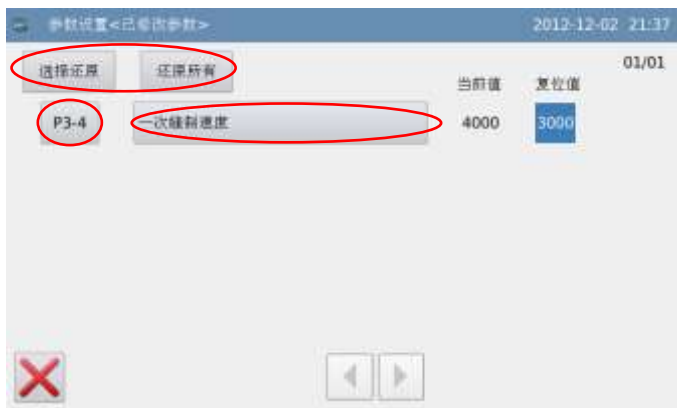 参数设置<已修改参数> 2012-12-02 21:37
选择还原 还原所有 01/01
当前值 复位值
P3-4 一次缝制速度 4000 3000